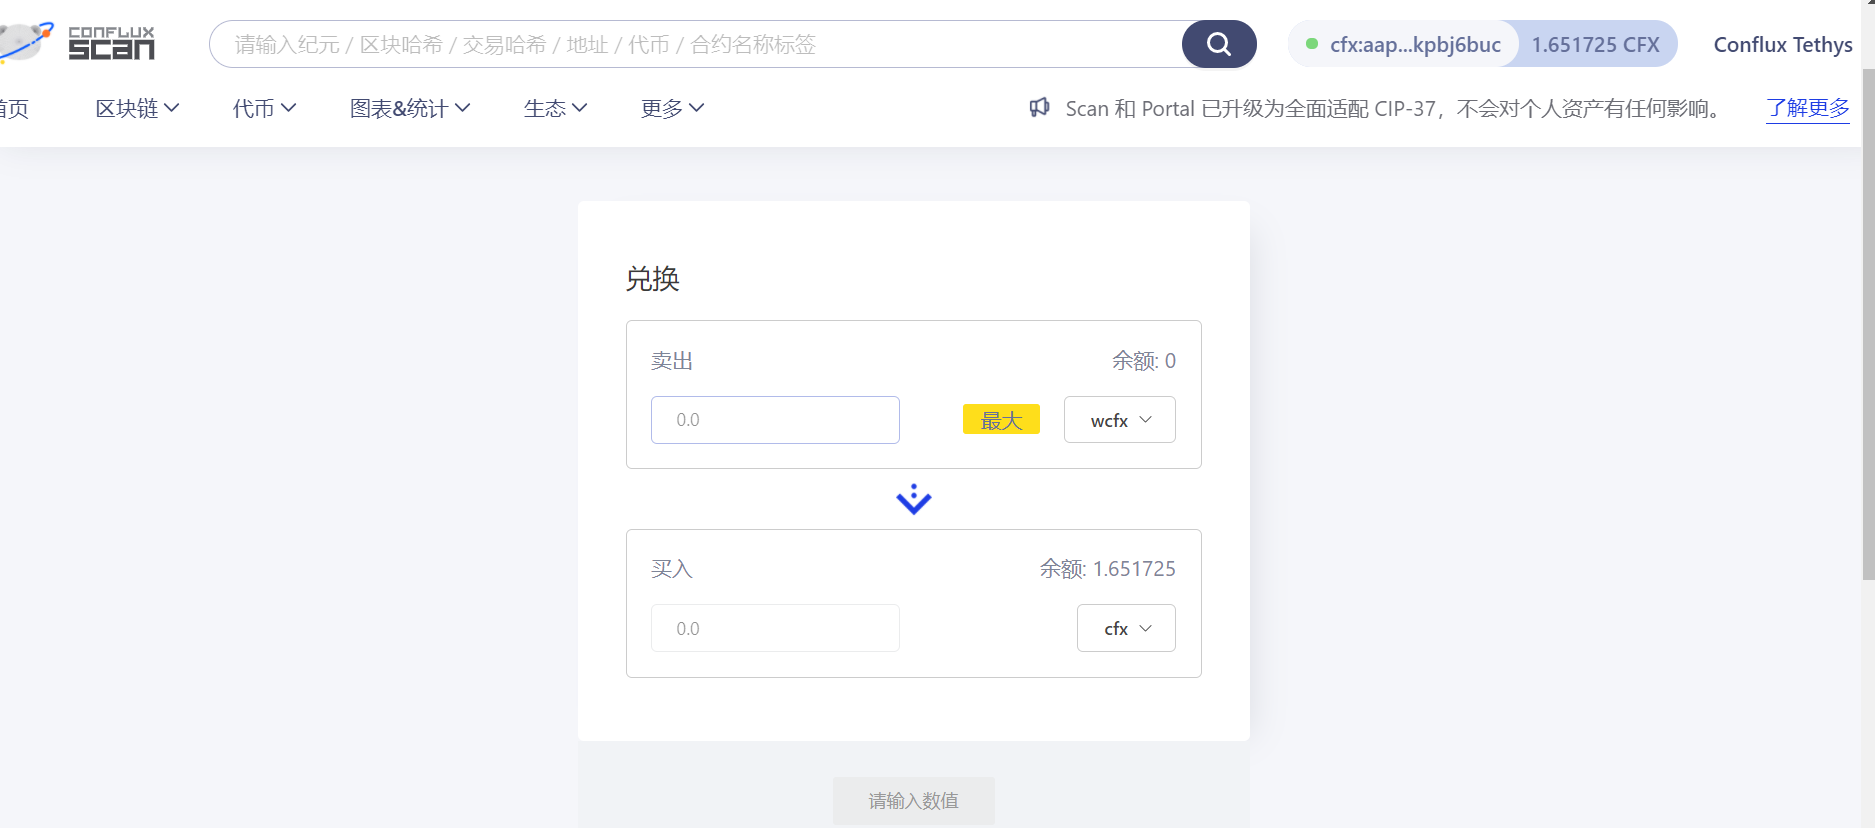 CONFLUX
scan
请输入纪元 / 区块哈希 / 交易哈希 / 地址 / 代币 / 合约名称标签
cfx:aap...kpbj6buc 1.651725 CFX
Conflux Tethys
首页 区块链 代币 图表&统计 生态 更多
Scan 和 Portal 已升级为全面适配 CIP-37，不会对个人资产有任何影响。 了解更多
兑换
卖出 余额: 0
0.0 最大 wcfx
买入 余额: 1.651725
0.0 cfx
请输入数值